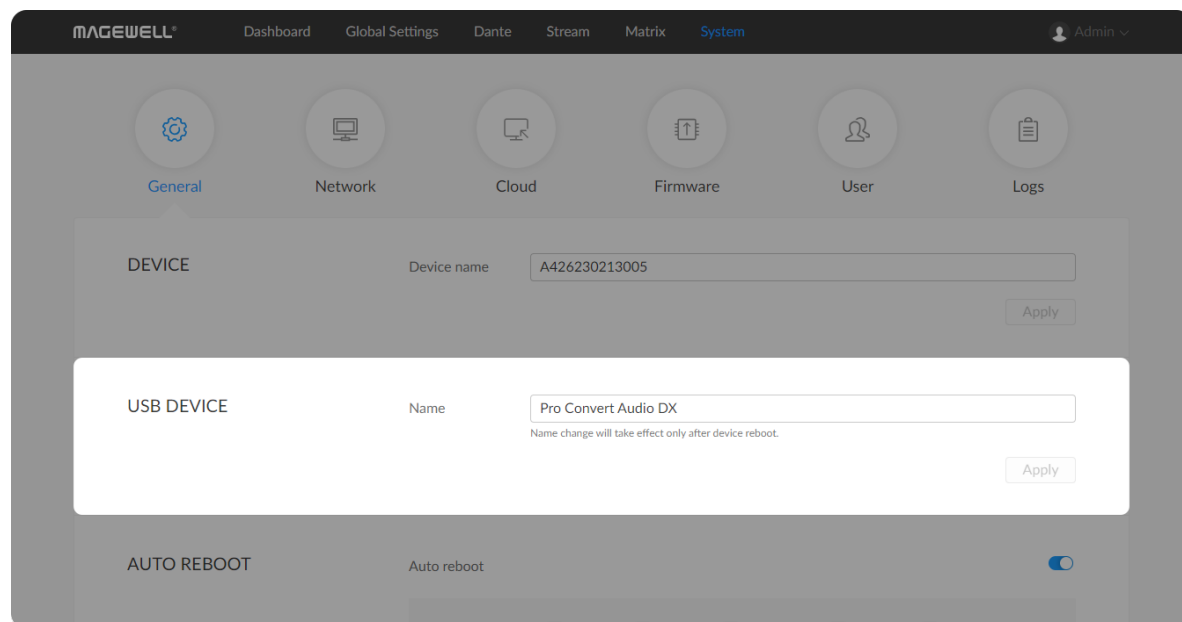 MAGEWELL® Dashboard Global Settings Dante Stream Matrix System Admin
General Network Cloud Firmware User Logs
DEVICE Device name A426230213005
Apply
USB DEVICE Name Pro Convert Audio DX
Name change will take effect only after device reboot.
Apply
AUTO REBOOT Auto reboot